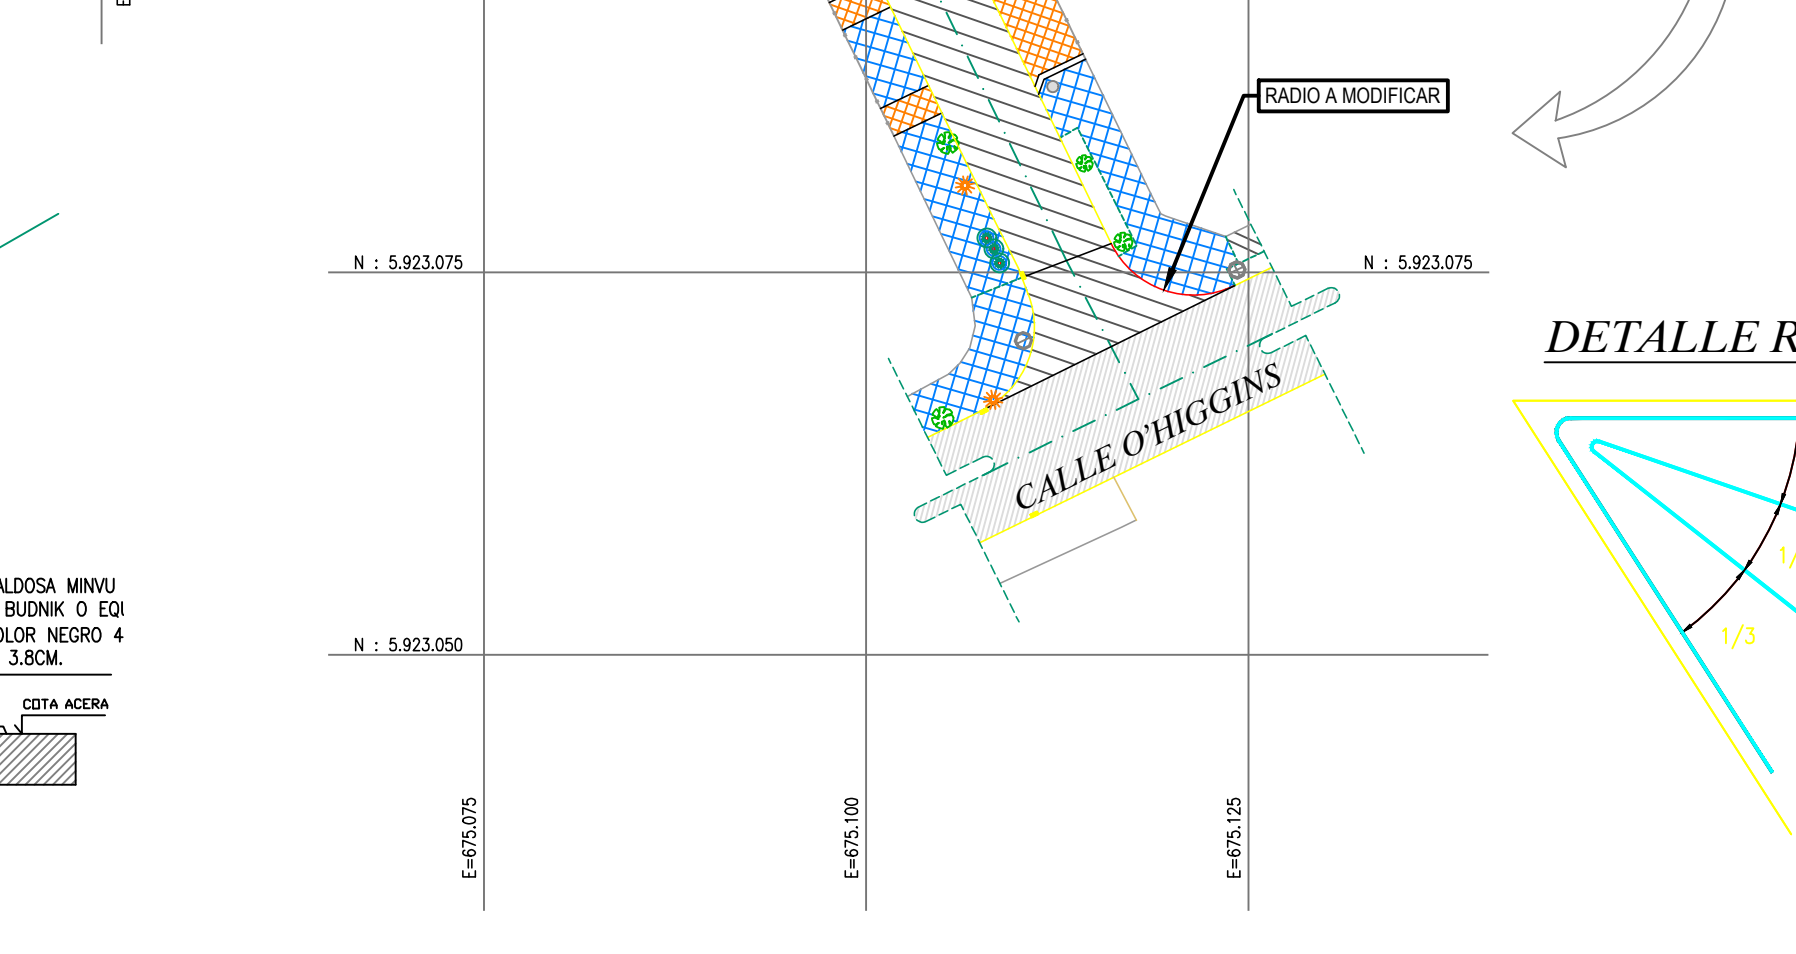 RADIO A MODIFICAR
N : 5.923.075
N : 5.923.075
DETALLE R
CALLE O'HIGGINS
ALDOSA MINVU
BUDNIK O EQU
OLOR NEGRO 4
3.8CM.
N : 5.923.050
1/3
COTA ACERA
E=675.075
E=675.100
E=675.125